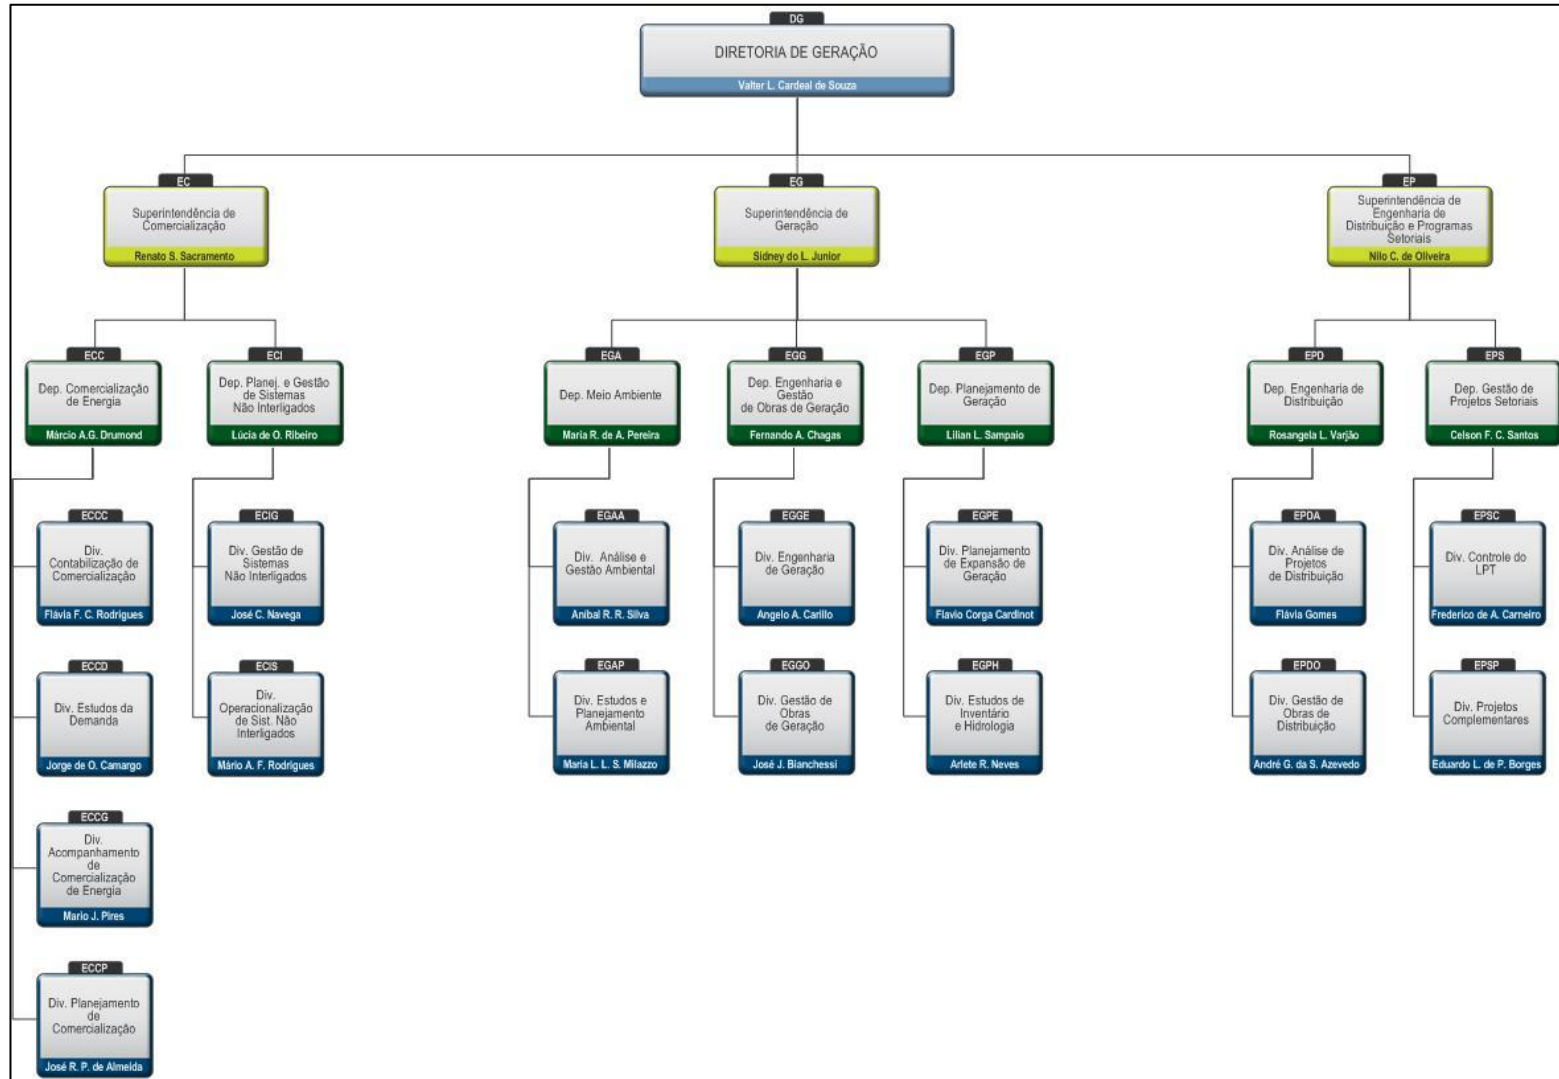 DG
DIRETORIA DE GERAÇÃO
Valter L. Cardeal de Souza
EC
Superintendência de
Comercialização
Renato S. Sacramento
EG
Superintendência de
Geração
Sidney do L. Junior
EP
Superintendência de
Engenharia de
Distribuição e Programas
Setoriais
Nilo C. de Oliveira
ECC
Dep. Comercialização
de Energia
Márcio A.G. Drumond
ECI
Dep. Planej. e Gestão
de Sistemas
Não Interligados
Lúcia de O. Ribeiro
EGA
Dep. Meio Ambiente
Maria R. de A. Pereira
EGG
Dep. Engenharia e
Gestão
de Obras de Geração
Fernando A. Chagas
EGP
Dep. Planejamento de
Geração
Lilian L. Sampaio
EPD
Dep. Engenharia de
Distribuição
Rosangela L. Varjão
EPS
Dep. Gestão de
Projetos Setoriais
Celson F. C. Santos
ECCC
Div.
Contabilização de
Comercialização
Flávia F. C. Rodrigues
ECIG
Div. Gestão de
Sistemas
Não Interligados
José C. Navega
EGAA
Div. Análise e
Gestão Ambiental
Aníbal R. R. Silva
EGGE
Div. Engenharia
de Geração
Angelo A. Carillo
EGPE
Div. Planejamento
de Expansão de
Geração
Flavio Corga Cardinot
EPDA
Div. Análise de
Projetos
de Distribuição
Flávia Gomes
EPSC
Div. Controle do
LPT
Frederico de A. Carneiro
ECCD
Div. Estudos da
Demanda
Jorge de O. Camargo
ECIS
Div.
Operacionalização
de Sist. Não
Interligados
Mário A. F. Rodrigues
EGAP
Div. Estudos e
Planejamento
Ambiental
Maria L. L. S. Milazzo
EGGO
Div. Gestão de
Obras
de Geração
José J. Bianchessi
EGPH
Div. Estudos de
Inventário
e Hidrologia
Arlete R. Neves
EPDO
Div. Gestão de
Obras de
Distribuição
André G. da S. Azevedo
EPSP
Div. Projetos
Complementares
Eduardo L. de P. Borges
ECCG
Div.
Acompanhamento
de
Comercialização
de Energia
Mario J. Pires
ECCP
Div. Planejamento
de
Comercialização
José R. P. de Almeida